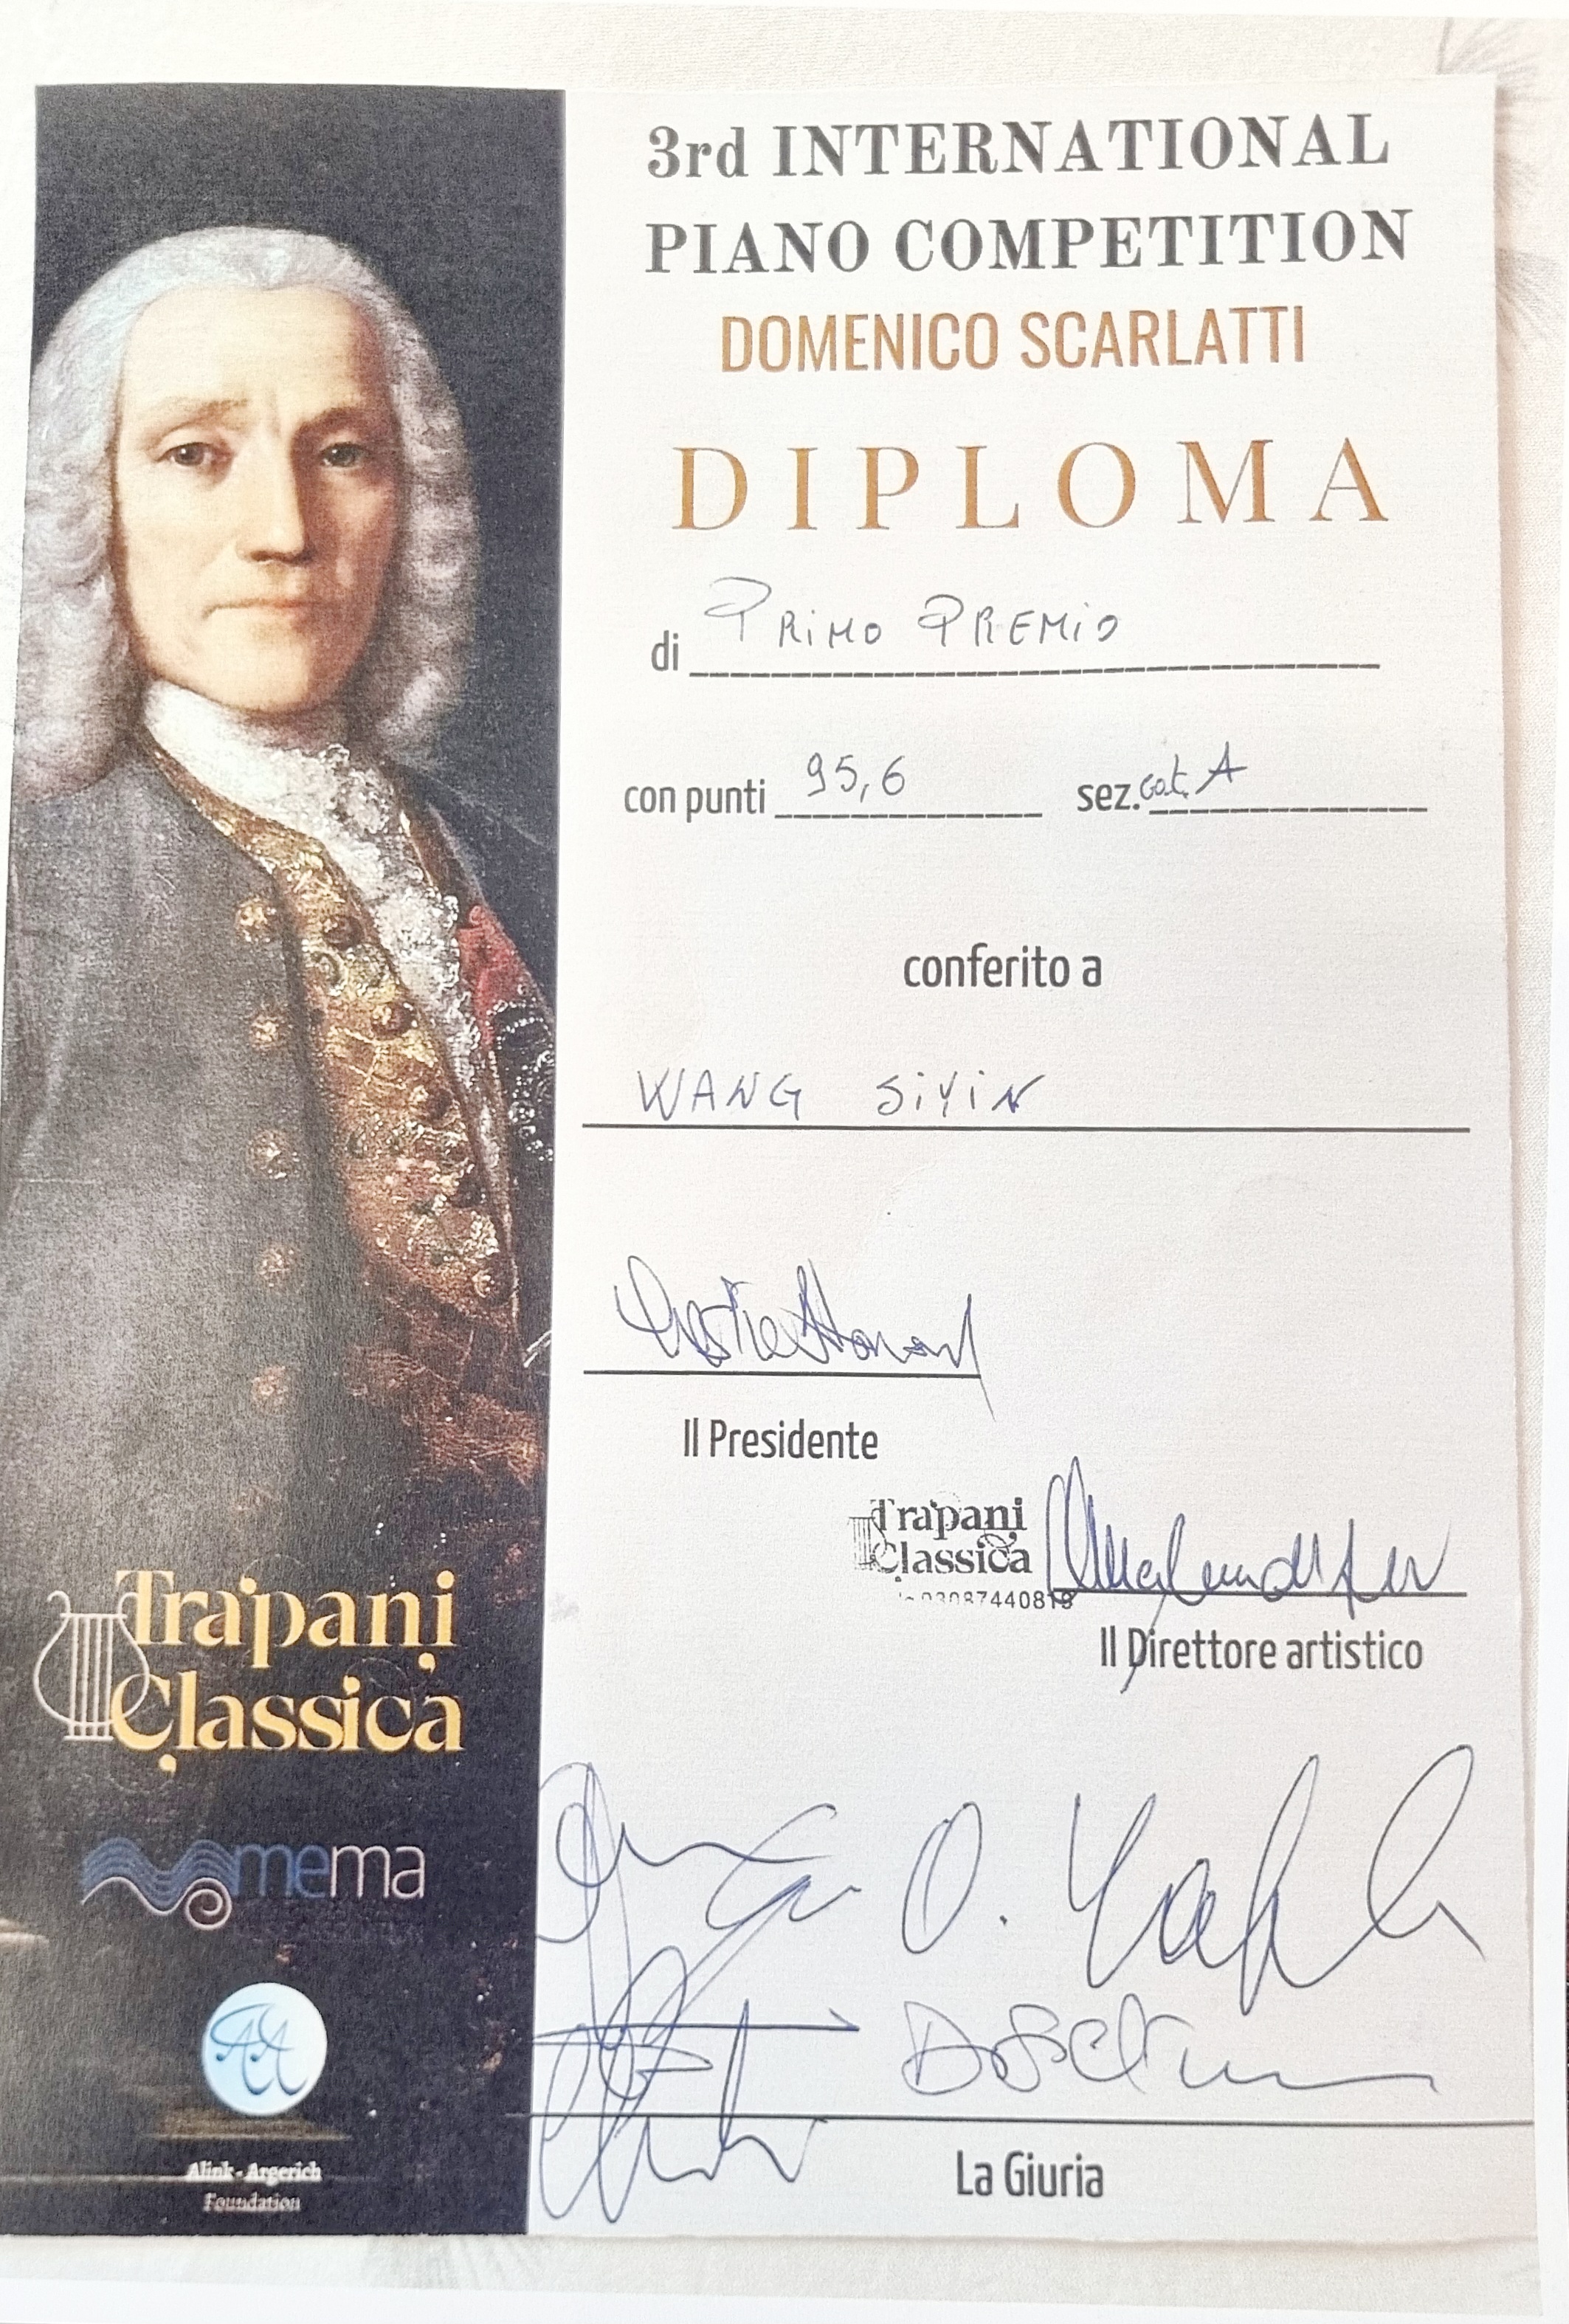 3rd INTERNATIONAL
PIANO COMPETITION
DOMENICO SCARLATTI
DIPLOMA
di PRIMO PREMIO
con punti 95,6 sez. cat. A
conferito a
WANG SIYIN
Il Presidente
Trapani
Classica
Il Direttore artistico
La Giuria
Trapani
Classica
mema
AA
Alink - Argerich
Foundation